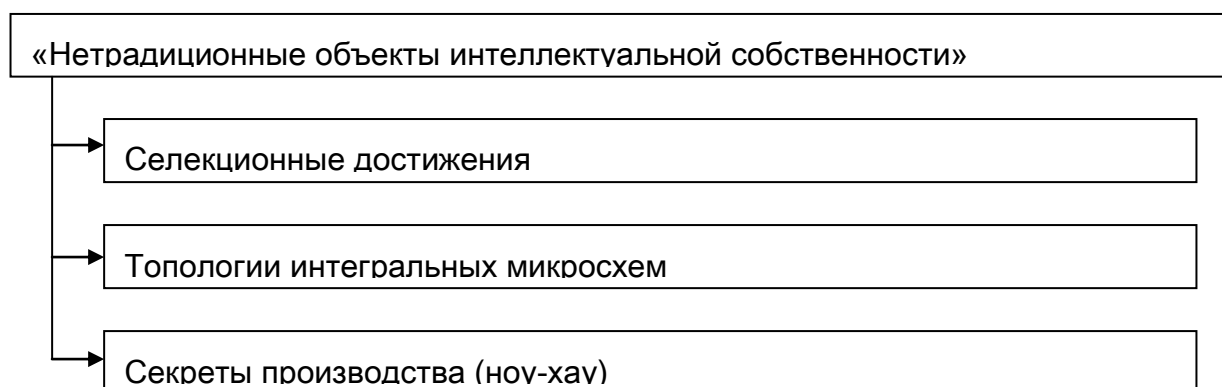 «Нетрадиционные объекты интеллектуальной собственности»
Селекционные достижения
Топологии интегральных микросхем
Секреты производства (ноу-хау)